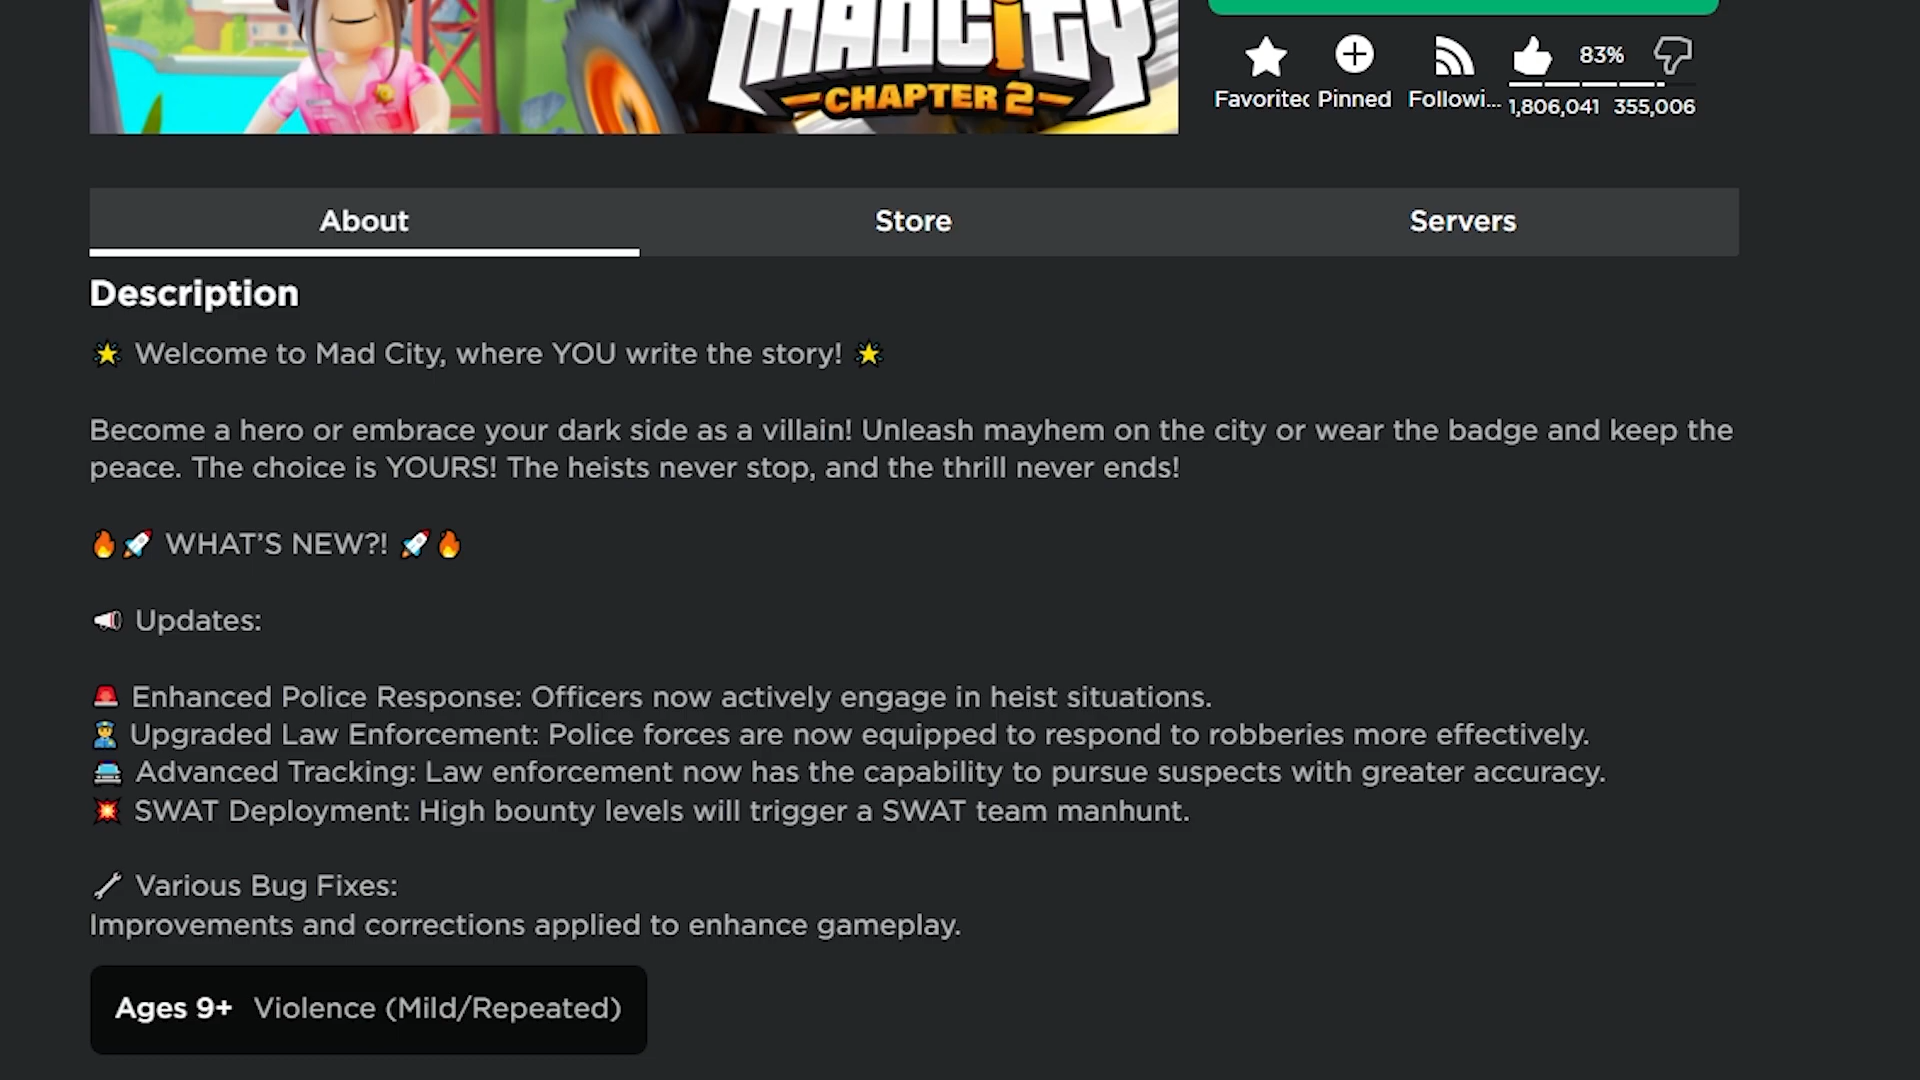 MADCITY
CHAPTER 2
83%
Favorited Pinned Followi... 1,806,041 355,006
About Store Servers
Description
🌟 Welcome to Mad City, where YOU write the story! 🌟
Become a hero or embrace your dark side as a villain! Unleash mayhem on the city or wear the badge and keep the
peace. The choice is YOURS! The heists never stop, and the thrill never ends!
🔥🚀 WHAT’S NEW?! 🚀🔥
📢 Updates:
🚨 Enhanced Police Response: Officers now actively engage in heist situations.
👮 Upgraded Law Enforcement: Police forces are now equipped to respond to robberies more effectively.
🚔 Advanced Tracking: Law enforcement now has the capability to pursue suspects with greater accuracy.
💥 SWAT Deployment: High bounty levels will trigger a SWAT team manhunt.
🔧 Various Bug Fixes:
Improvements and corrections applied to enhance gameplay.
Ages 9+ Violence (Mild/Repeated)